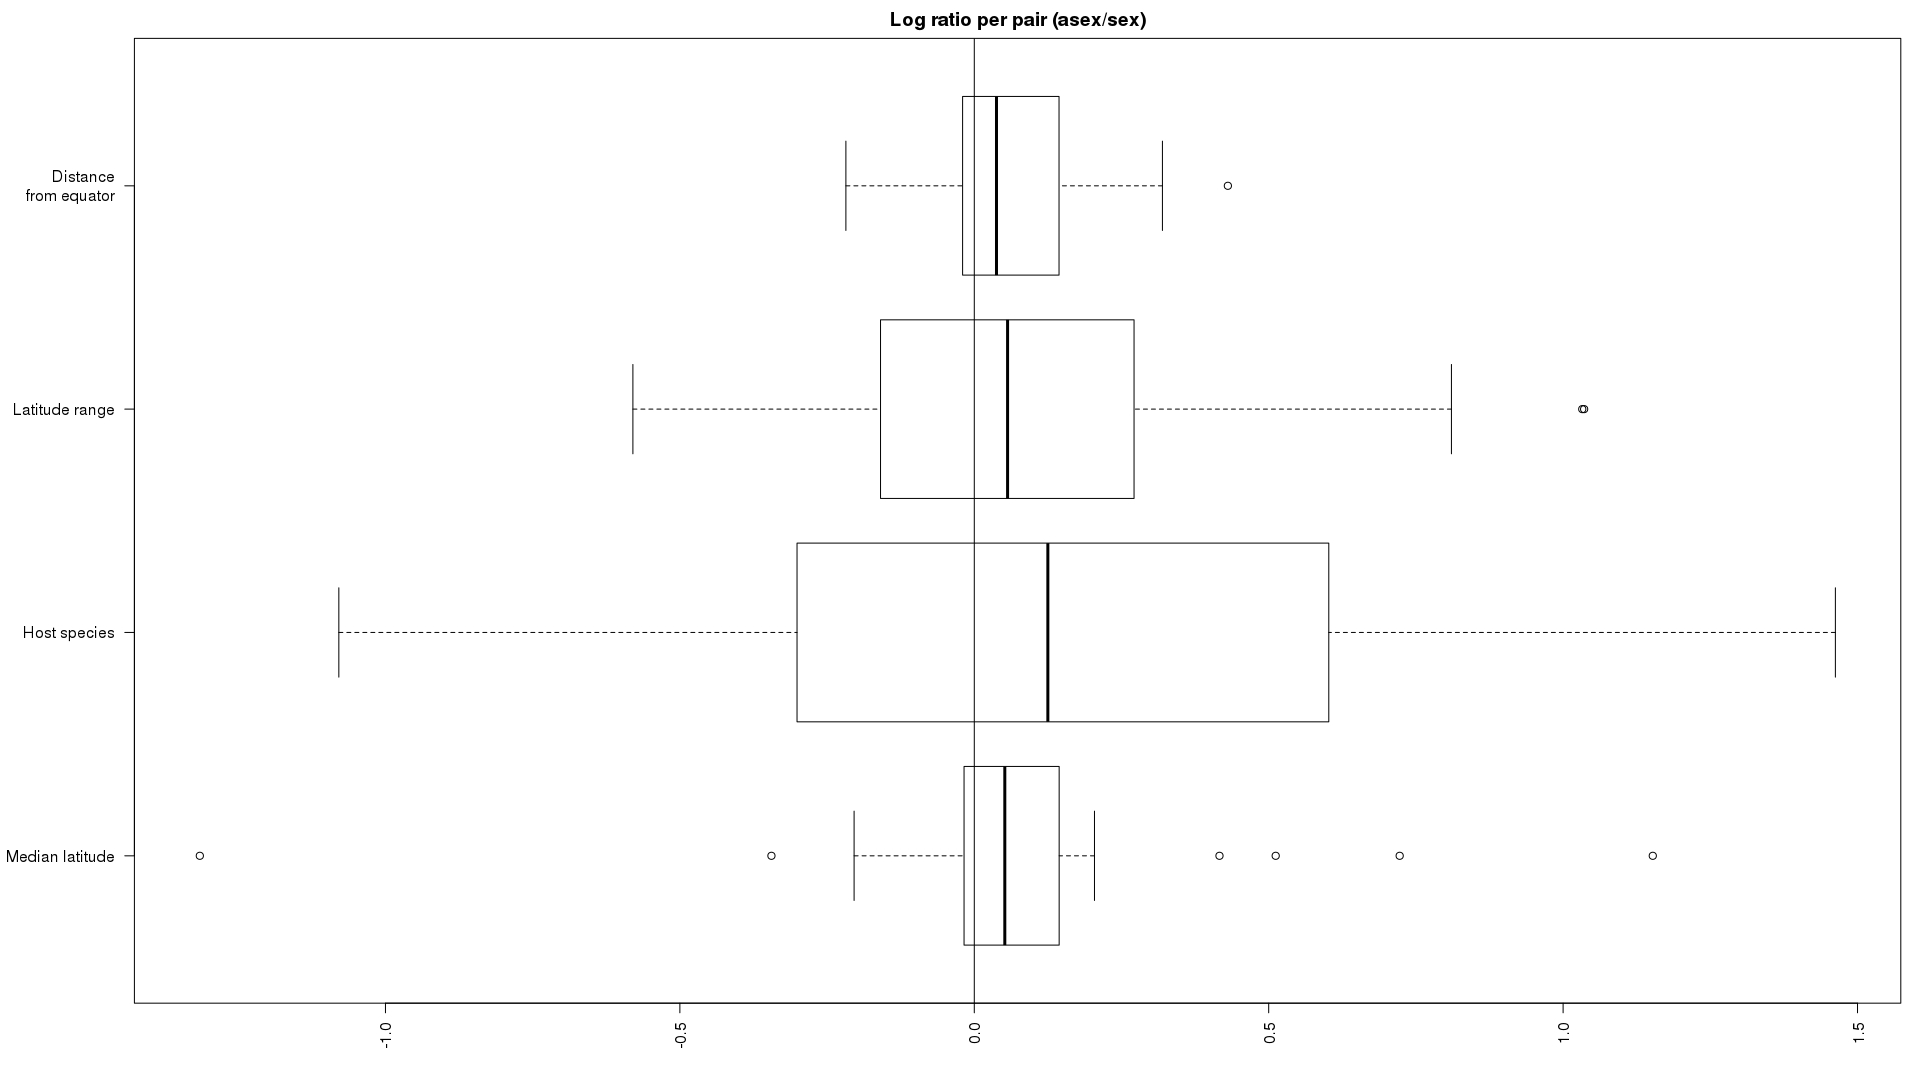 Log ratio per pair (asex/sex)
Distance
from equator
Latitude range
Host species
Median latitude
-1.0
-0.5
0.0
0.5
1.0
1.5